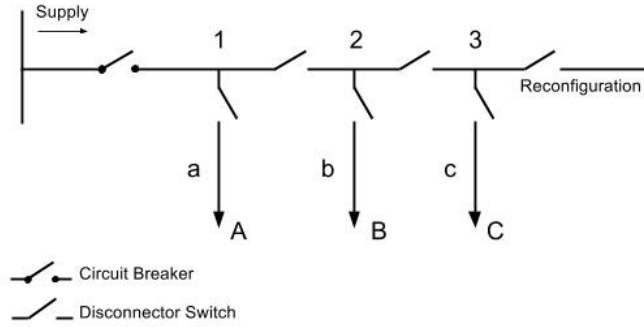 Supply
1
2
3
Reconfiguration
a
b
c
A
B
C
Circuit Breaker
Disconnector Switch